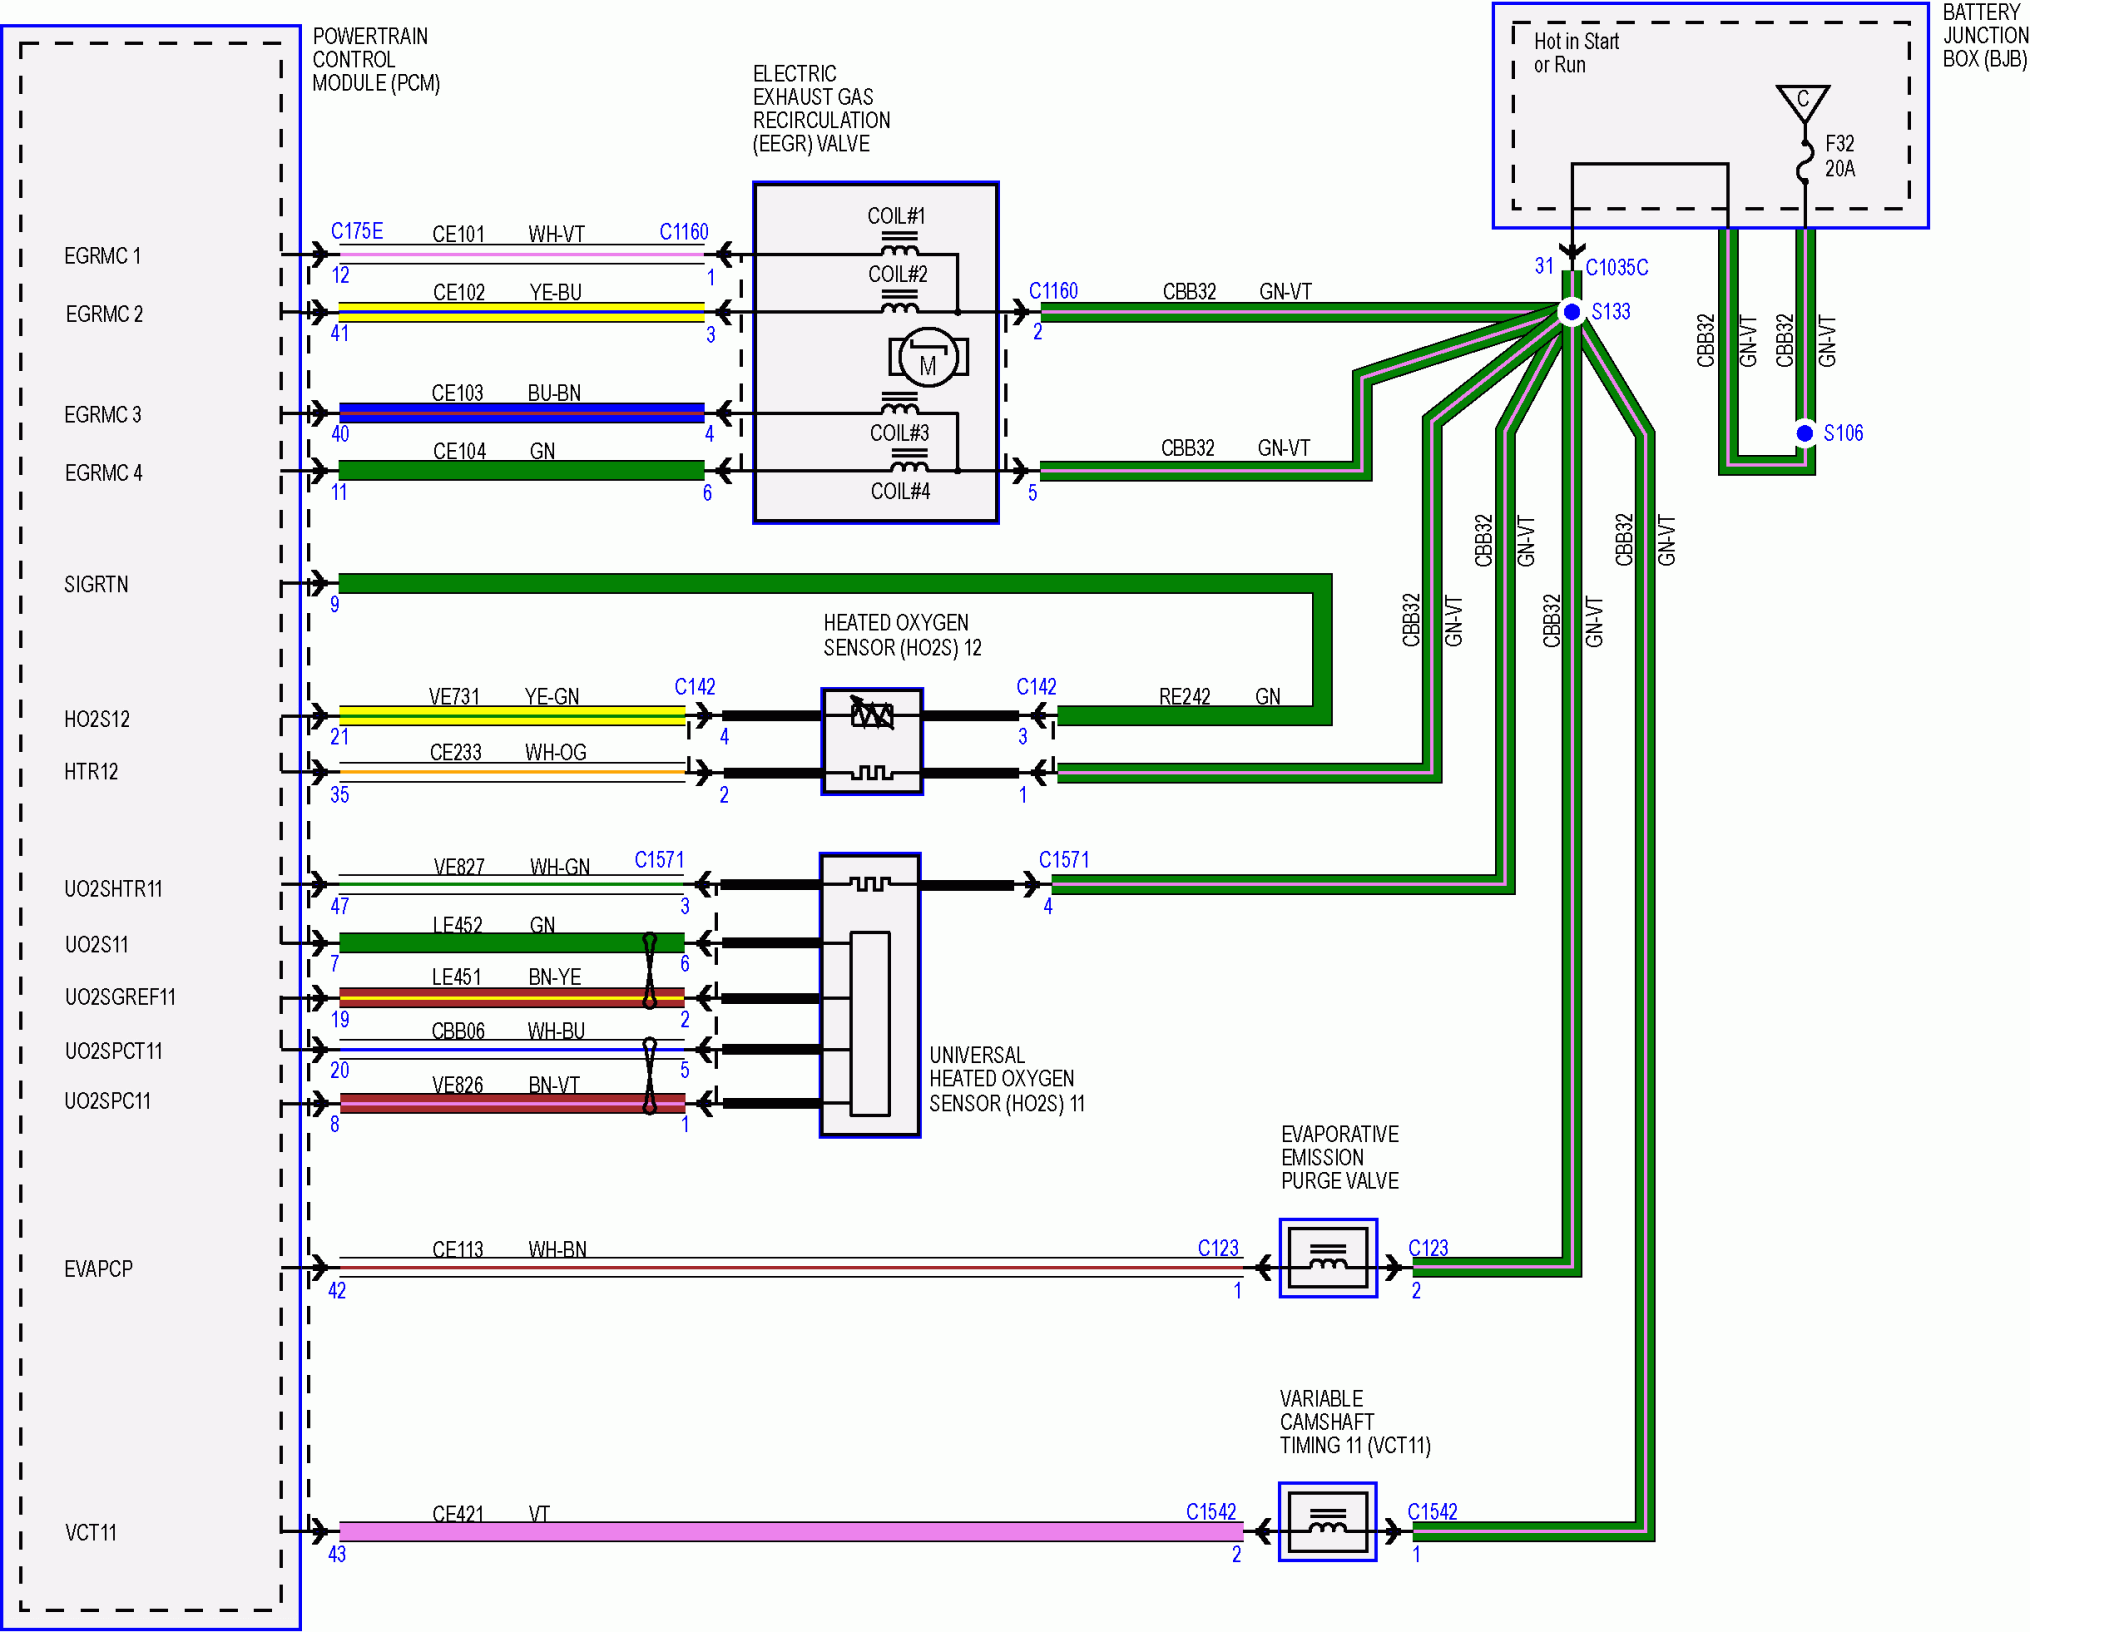 POWERTRAIN
CONTROL
MODULE (PCM)
ELECTRIC
EXHAUST GAS
RECIRCULATION
(EEGR) VALVE
BATTERY
JUNCTION
BOX (BJB)
Hot in Start
or Run
C
F32
20A
31
C1035C
S133
S106
CBB32
GN-VT
CBB32
GN-VT
EGRMC 1
C175E
12
CE101
WH-VT
C1160
1
COIL#1
EGRMC 2
41
CE102
YE-BU
3
COIL#2
C1160
2
CBB32
GN-VT
M
EGRMC 3
40
CE103
BU-BN
4
COIL#3
EGRMC 4
11
CE104
GN
6
COIL#4
5
CBB32
GN-VT
CBB32
GN-VT
CBB32
GN-VT
CBB32
GN-VT
CBB32
GN-VT
SIGRTN
9
HEATED OXYGEN
SENSOR (HO2S) 12
HO2S12
21
VE731
YE-GN
C142
4
C142
3
RE242
GN
HTR12
35
CE233
WH-OG
2
1
UO2SHTR11
47
VE827
WH-GN
C1571
3
C1571
4
UO2S11
7
LE452
GN
6
UO2SGREF11
19
LE451
BN-YE
2
UO2SPCT11
20
CBB06
WH-BU
5
UO2SPC11
8
VE826
BN-VT
1
UNIVERSAL
HEATED OXYGEN
SENSOR (HO2S) 11
EVAPORATIVE
EMISSION
PURGE VALVE
EVAPCP
42
CE113
WH-BN
C123
1
C123
2
VARIABLE
CAMSHAFT
TIMING 11 (VCT11)
VCT11
43
CE421
VT
C1542
2
C1542
1